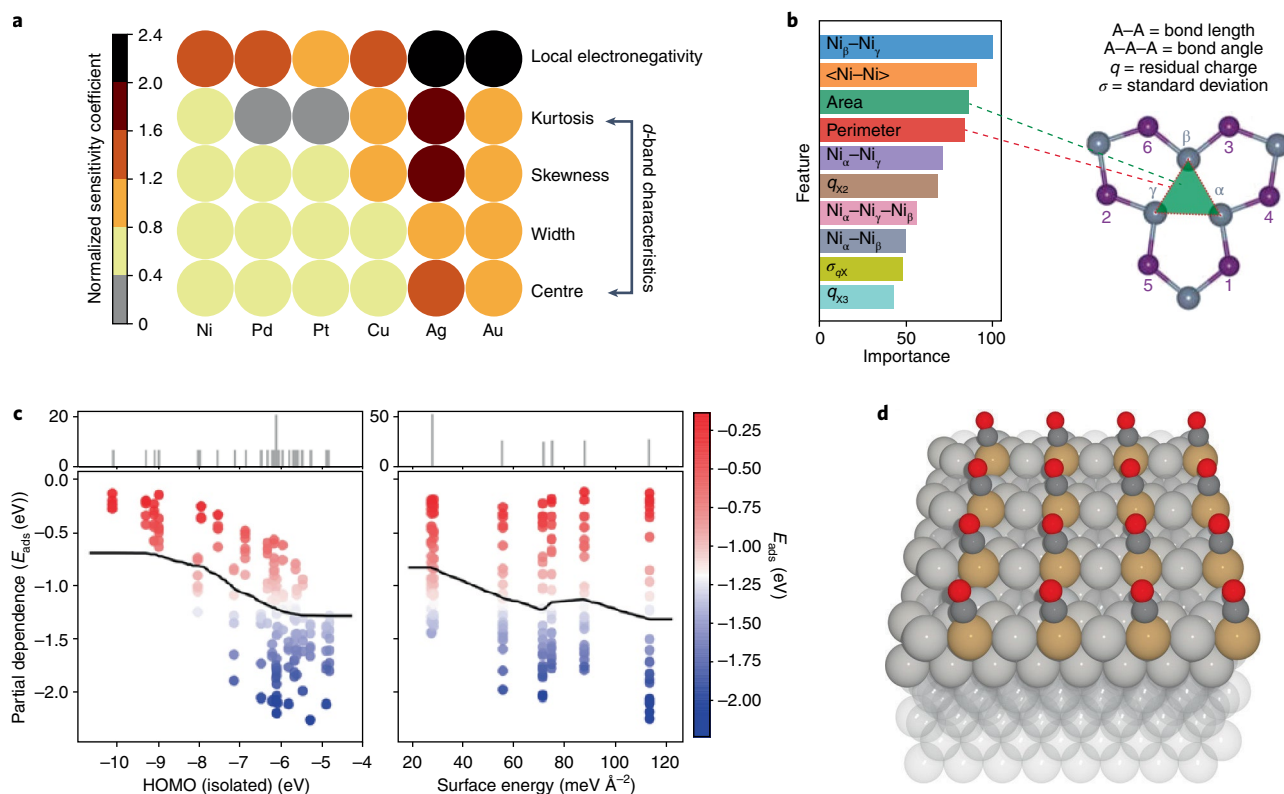 a
2.4
2.0
1.6
1.2
0.8
0.4
0
Normalized sensitivity coefficient
Local electronegativity
Kurtosis
Skewness
Width
Centre
d-band characteristics
Ni Pd Pt Cu Ag Au
b
Feature
Niβ–Niγ
<Ni–Ni>
Area
Perimeter
Niα–Niγ
qX2
Niα–Niγ–Niβ
Niα–Niβ
σqX
qX3
0 50 100
Importance
A–A = bond length
A–A–A = bond angle
q = residual charge
σ = standard deviation
6 β 3
γ α
2 4
5 1
c
20
0
50
0
Partial dependence (Eads (eV))
0.0
–0.5
–1.0
–1.5
–2.0
–10 –9 –8 –7 –6 –5 –4
HOMO (isolated) (eV)
20 40 60 80 100 120
Surface energy (meV Å–2)
–0.25
–0.50
–0.75
–1.00
–1.25
–1.50
–1.75
–2.00
Eads (eV)
d